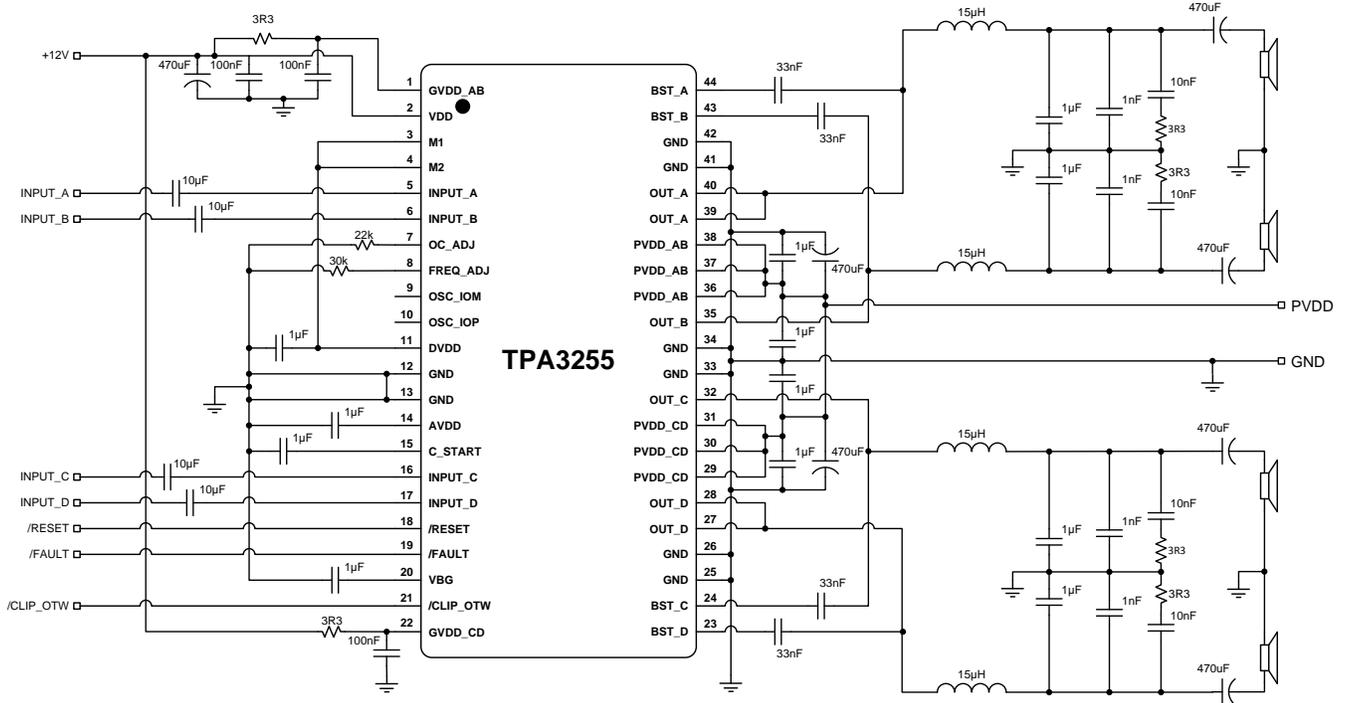 3R3
+12V
470uF
100nF
100nF
1 GVDD_AB
2 VDD
3 M1
4 M2
INPUT_A 10µF 5 INPUT_A
INPUT_B 10µF 6 INPUT_B
22k 7 OC_ADJ
30k 8 FREQ_ADJ
9 OSC_IOM
10 OSC_IOP
1µF 11 DVDD
12 GND
13 GND
1µF 14 AVDD
1µF 15 C_START
INPUT_C 10µF 16 INPUT_C
INPUT_D 10µF 17 INPUT_D
/RESET 18 /RESET
/FAULT 19 /FAULT
1µF 20 VBG
/CLIP_OTW 21 /CLIP_OTW
3R3 22 GVDD_CD
100nF
TPA3255
BST_A 44 33nF
BST_B 43 33nF
GND 42
GND 41
OUT_A 40
OUT_A 39
PVDD_AB 38
PVDD_AB 37
PVDD_AB 36
OUT_B 35
GND 34
GND 33
OUT_C 32
PVDD_CD 31
PVDD_CD 30
PVDD_CD 29
OUT_D 28
OUT_D 27
GND 26
GND 25
BST_C 24 33nF
BST_D 23 33nF
1µF
470uF
1µF
1µF
1µF
470uF
15µH
470uF
1µF
1nF
10nF
3R3
1µF
1nF
3R3
10nF
15µH
470uF
PVDD
GND
15µH
470uF
1µF
1nF
10nF
3R3
1µF
1nF
3R3
10nF
15µH
470uF